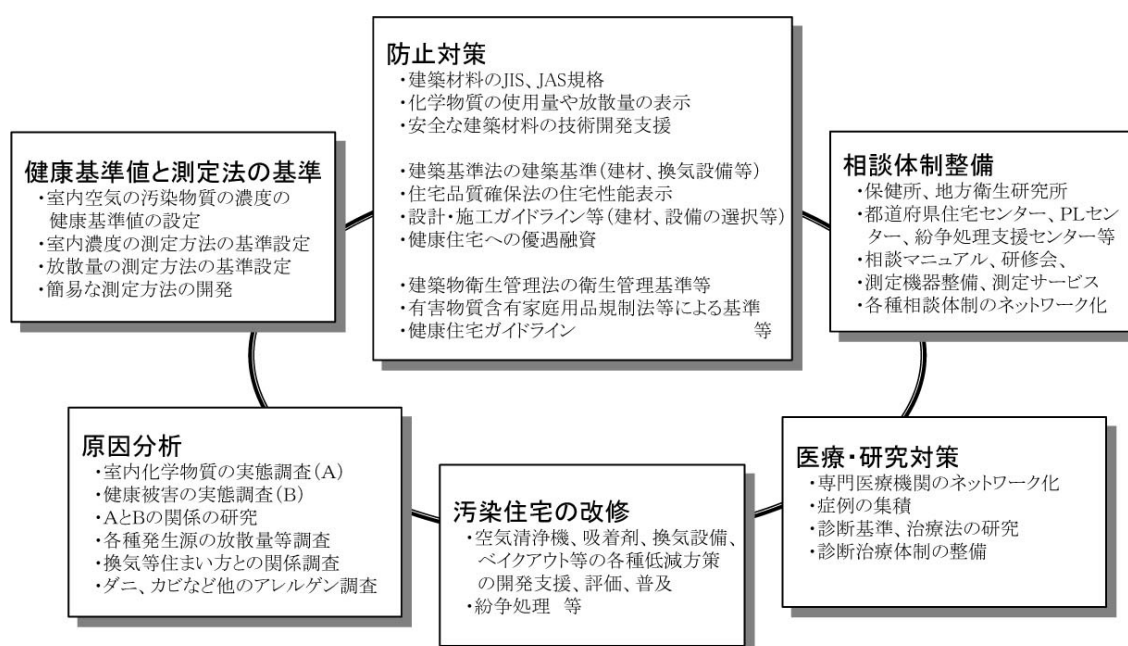 防止対策
・建築材料のJIS、JAS規格
・化学物質の使用量や放散量の表示
・安全な建築材料の技術開発支援
・建築基準法の建築基準(建材、換気設備等)
・住宅品質確保法の住宅性能表示
・設計・施工ガイドライン等(建材、設備の選択等)
・健康住宅への優遇融資
・建築物衛生管理法の衛生管理基準等
・有害物質含有家庭用品規制法等による基準
・健康住宅ガイドライン 等
健康基準値と測定法の基準
・室内空気の汚染物質の濃度の
健康基準値の設定
・室内濃度の測定方法の基準設定
・放散量の測定方法の基準設定
・簡易な測定方法の開発
相談体制整備
・保健所、地方衛生研究所
・都道府県住宅センター、PLセン
ター、紛争処理支援センター等
・相談マニュアル、研修会、
・測定機器整備、測定サービス
・各種相談体制のネットワーク化
原因分析
・室内化学物質の実態調査(A)
・健康被害の実態調査(B)
・AとBの関係の研究
・各種発生源の放散量等調査
・換気等住まい方との関係調査
・ダニ、カビなど他のアレルゲン調査
汚染住宅の改修
・空気清浄機、吸着剤、換気設備、
ベイクアウト等の各種低減方策
の開発支援、評価、普及
・紛争処理 等
医療・研究対策
・専門医療機関のネットワーク化
・症例の集積
・診断基準、治療法の研究
・診断治療体制の整備